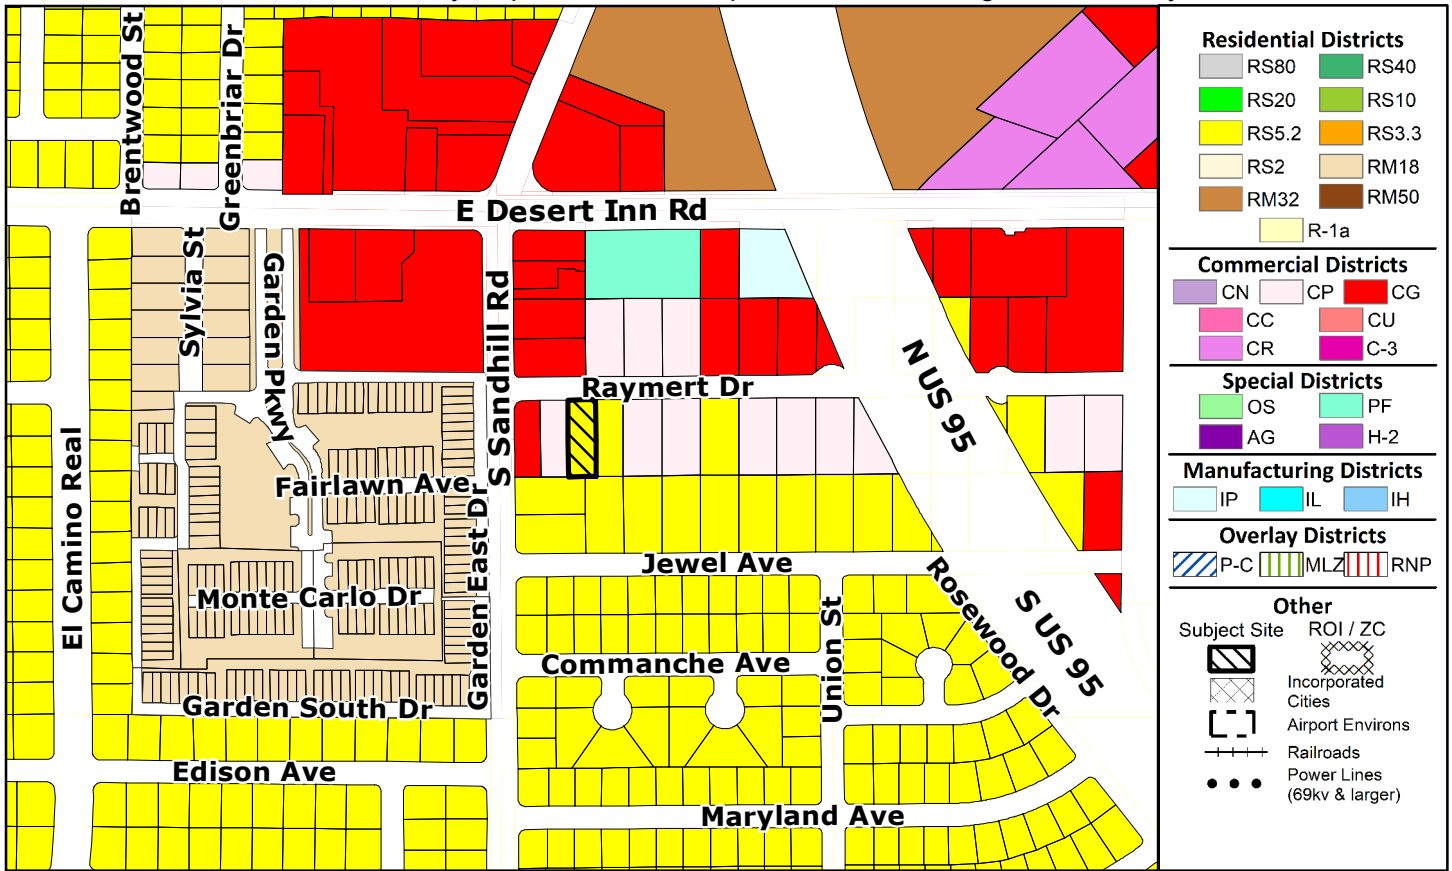 Brentwood St
Greenbriar Dr
E Desert Inn Rd
Sylvia St
Garden Pkwy
S Sandhill Rd
Raymert Dr
N US 95
El Camino Real
Fairlawn Ave
Garden East Dr
Jewel Ave
Monte Carlo Dr
Rosewood Dr
S US 95
Union St
Commanche Ave
Garden South Dr
Edison Ave
Maryland Ave
Residential Districts
RS80 RS40
RS20 RS10
RS5.2 RS3.3
RS2 RM18
RM32 RM50
R-1a
Commercial Districts
CN CP CG
CC CU
CR C-3
Special Districts
OS PF
AG H-2
Manufacturing Districts
IP IL IH
Overlay Districts
P-C MLZ RNP
Other
Subject Site ROI / ZC
Incorporated
Cities
Airport Environs
Railroads
Power Lines
(69kv & larger)